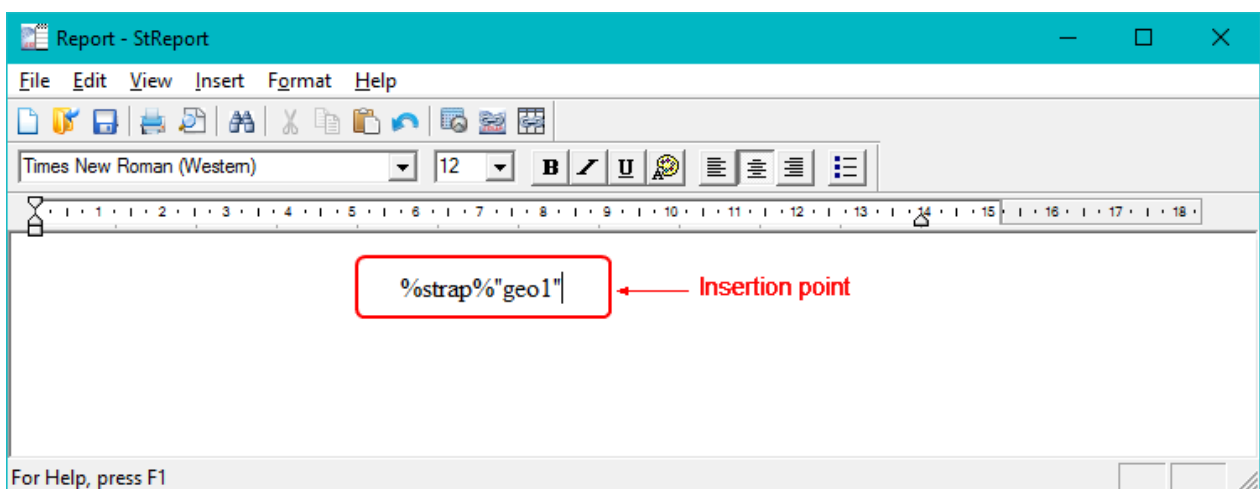 Report - StReport
File Edit View Insert Format Help
Times New Roman (Western) 12 B I U
1 2 3 4 5 6 7 8 9 10 11 12 13 14 15 16 17 18
%strap%"geo1" Insertion point
For Help, press F1